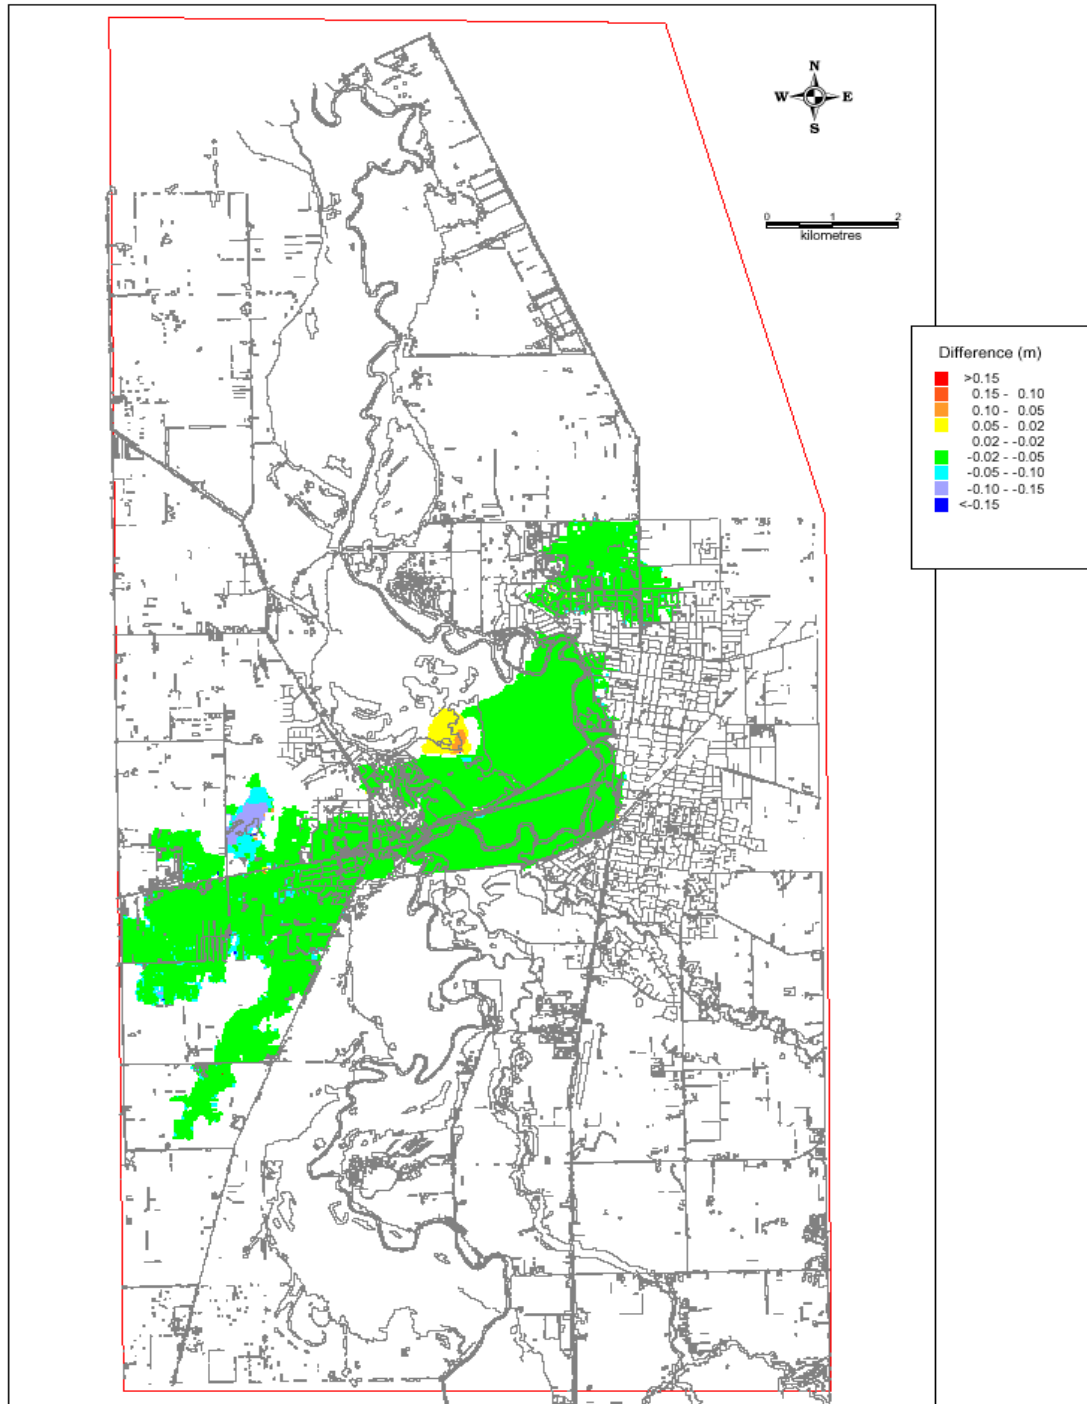 N
W E
S
0 1 2
kilometres
Difference (m)
>0.15
0.15 - 0.10
0.10 - 0.05
0.05 - 0.02
0.02 - -0.02
-0.02 - -0.05
-0.05 - -0.10
-0.10 - -0.15
<-0.15